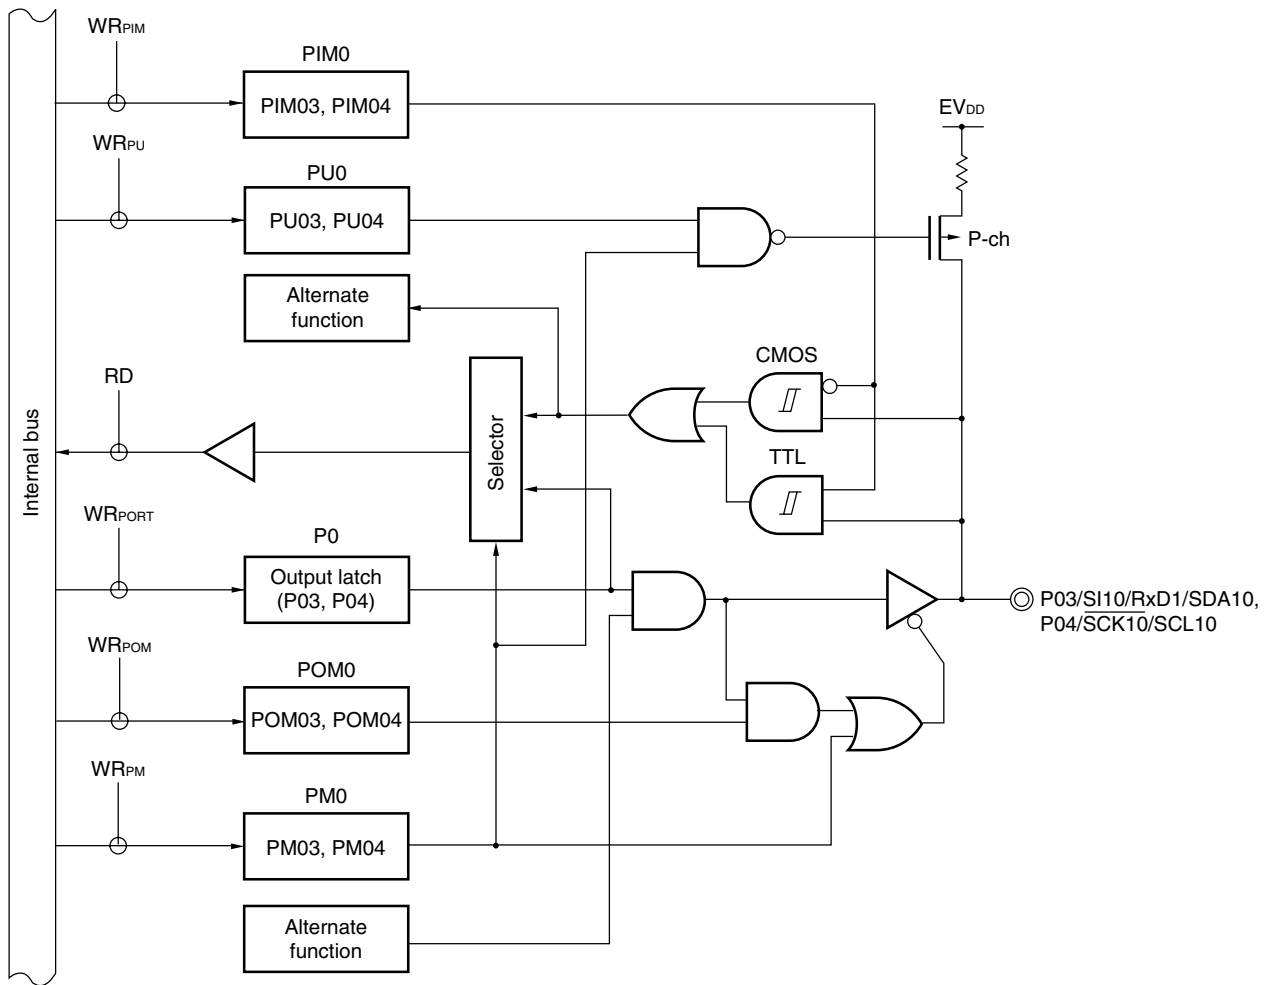 WRPIM
PIM0
PIM03, PIM04
EVDD
WRPU
PU0
PU03, PU04
P-ch
Alternate
function
CMOS
RD
Internal bus
Selector
TTL
WRPORT
P0
Output latch
(P03, P04)
P03/SI10/RxD1/SDA10,
P04/SCK10/SCL10
WRPOM
POM0
POM03, POM04
WRPM
PM0
PM03, PM04
Alternate
function